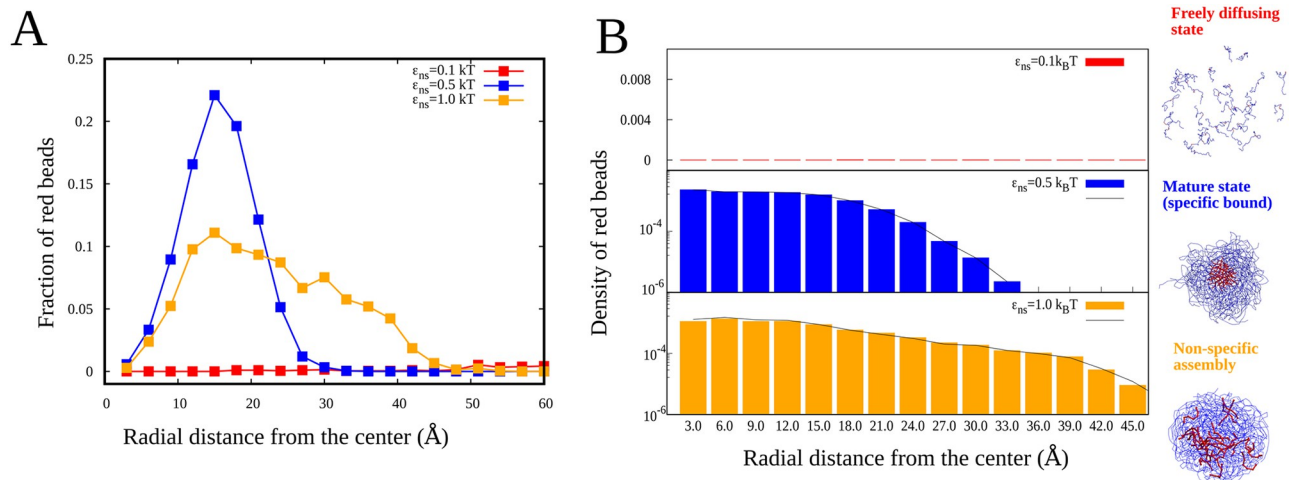 A
0.25
0.2
0.15
0.1
0.05
0
0 10 20 30 40 50 60
Fraction of red beads
Radial distance from the center (Å)
εns=0.1 kT
εns=0.5 kT
εns=1.0 kT
B
0.008
0.004
0
10-4
10-6
10-4
10-6
Density of red beads
εns=0.1kBT
εns=0.5 kBT
εns=1.0 kBT
3.0 6.0 9.0 12.0 15.0 18.0 21.0 24.0 27.0 30.0 33.0 36.0 39.0 42.0 45.0
Radial distance from the center (Å)
Freely diffusing
state
Mature state
(specific bound)
Non-specific
assembly